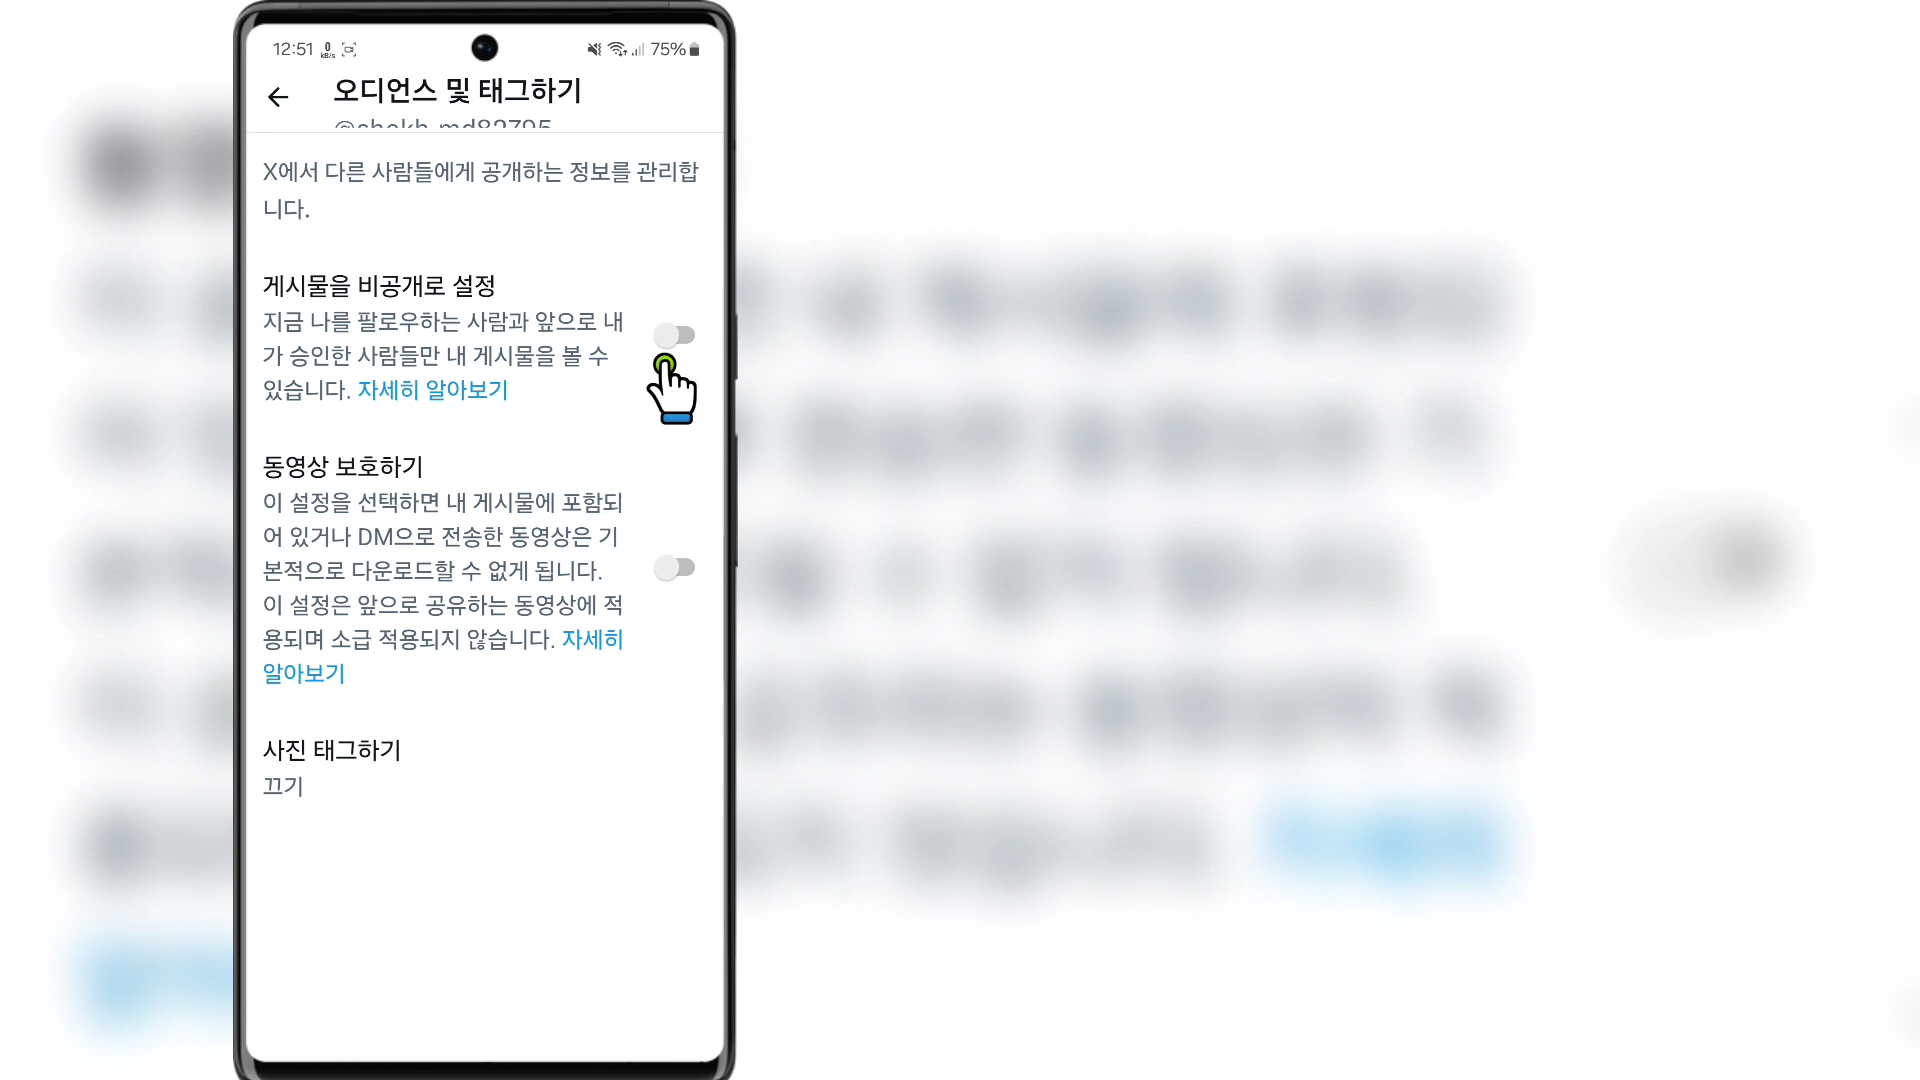 12:51 0 kB/s 75%
오디언스 및 태그하기
@shekh_md82795
X에서 다른 사람들에게 공개하는 정보를 관리합
니다.
게시물을 비공개로 설정
지금 나를 팔로우하는 사람과 앞으로 내
가 승인한 사람들만 내 게시물을 볼 수
있습니다. 자세히 알아보기
동영상 보호하기
이 설정을 선택하면 내 게시물에 포함되
어 있거나 DM으로 전송한 동영상은 기
본적으로 다운로드할 수 없게 됩니다.
이 설정은 앞으로 공유하는 동영상에 적
용되며 소급 적용되지 않습니다. 자세히
알아보기
사진 태그하기
끄기